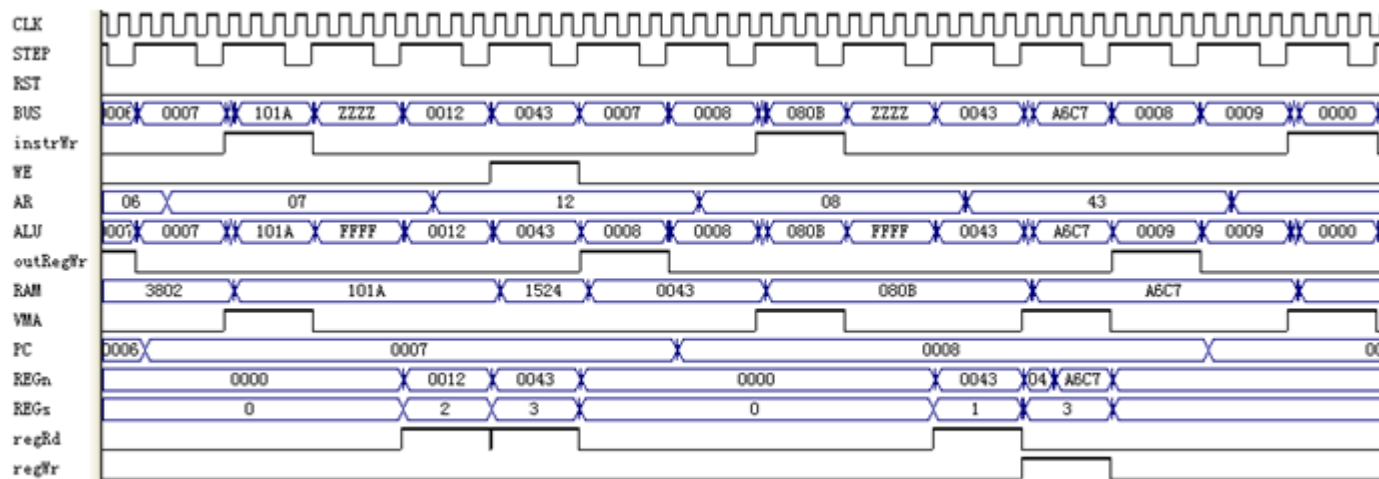 CLK
STEP
RST
BUS 0006 0007 101A ZZZZ 0012 0043 0007 0008 080B ZZZZ 0043 A6C7 0008 0009 0000
instrWr
WE
AR 06 07 12 08 43
ALU 0007 0007 101A FFFF 0012 0043 0008 0008 080B FFFF 0043 A6C7 0009 0009 0000
outRegWr
RAM 3802 101A 1524 0043 080B A6C7
VMA
PC 0006 0007 0008 00
REGn 0000 0012 0043 0000 0043 04 A6C7
REGs 0 2 3 0 1 3
regRd
regWr